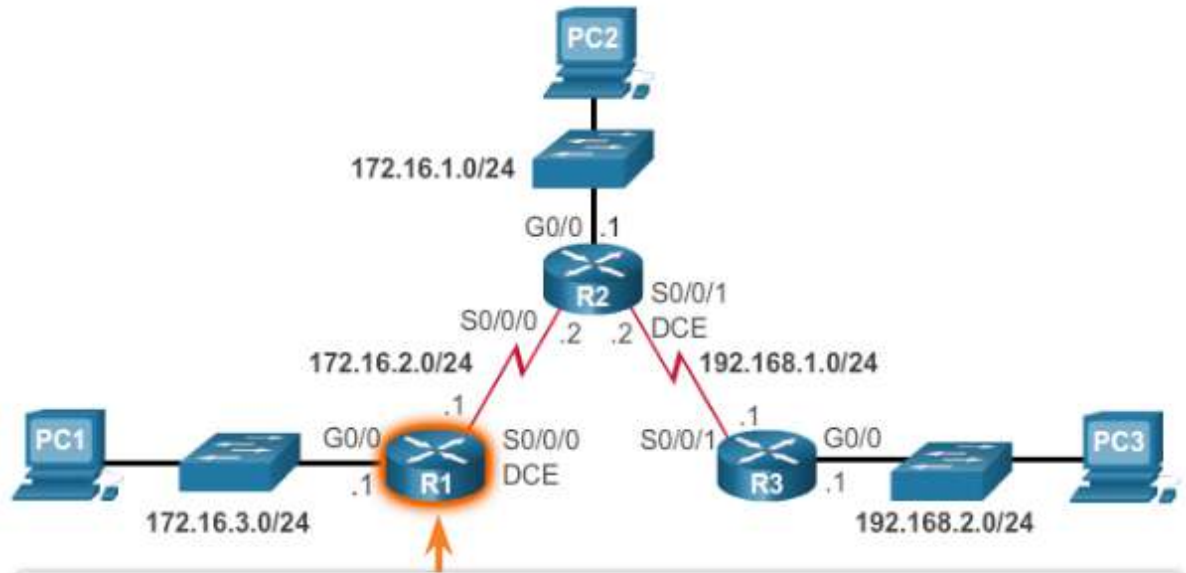 PC2
172.16.1.0/24
G0/0 .1
R2
S0/0/1
DCE
S0/0/0
.2 .2
172.16.2.0/24
192.168.1.0/24
.1
.1
PC1
G0/0
S0/0/0
DCE
.1
R1
172.16.3.0/24
S0/0/1
G0/0
R3
.1
PC3
192.168.2.0/24